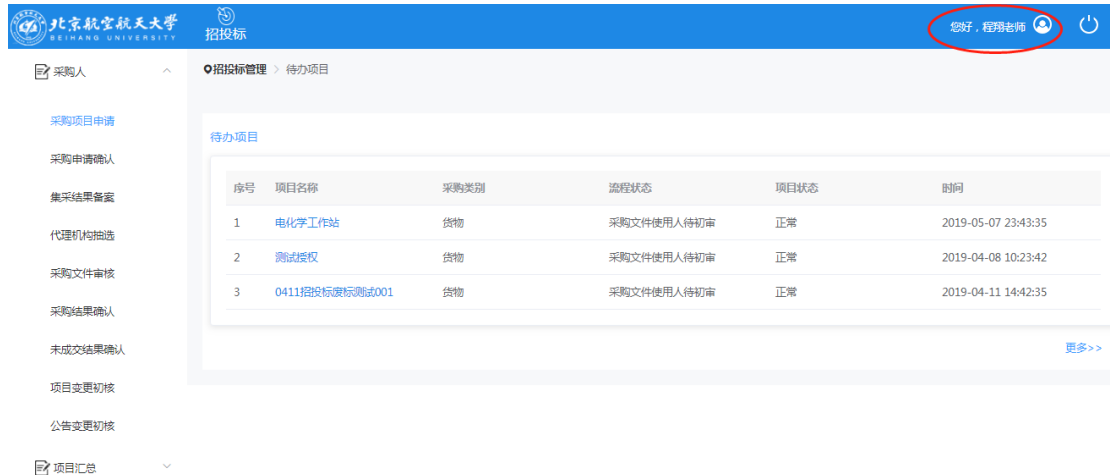 北京航空航天大学
BEIHANG UNIVERSITY
招投标
您好，程翔老师
采购人
招投标管理 > 待办项目
采购项目申请
采购申请确认
集采结果备案
代理机构抽选
采购文件审核
采购结果确认
未成交结果确认
项目变更初核
公告变更初核
项目汇总
待办项目
序号 项目名称 采购类别 流程状态 项目状态 时间
1 电化学工作站 货物 采购文件使用人待初审 正常 2019-05-07 23:43:35
2 测试授权 货物 采购文件使用人待初审 正常 2019-04-08 10:23:42
3 0411招投标废标测试001 货物 采购文件使用人待初审 正常 2019-04-11 14:42:35
更多>>